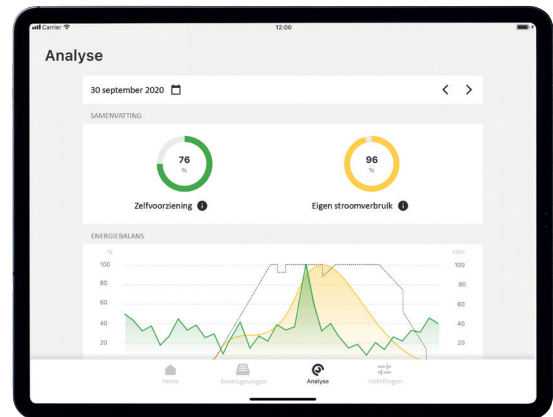 Carrier 12:00
Analyse
30 september 2020
SAMENVATTING
76 96
% %
Zelfvoorziening Eigen stroomverbruik
ENERGIEBALANS
% kWh
100 100
80 80
60 60
40 40
20 20
Home Kennisgevingen Analyse Instellingen